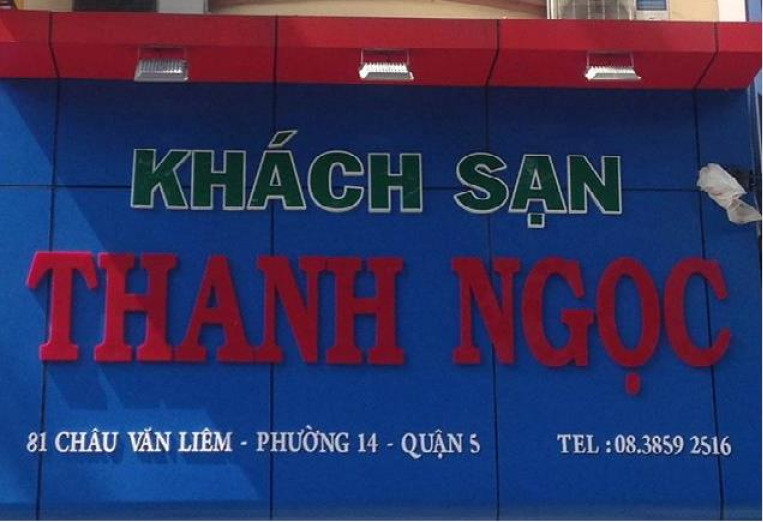 KHÁCH SẠN
THANH NGỌC
81 CHÂU VĂN LIÊM - PHƯỜNG 14 - QUẬN 5 TEL : 08.3859 2516